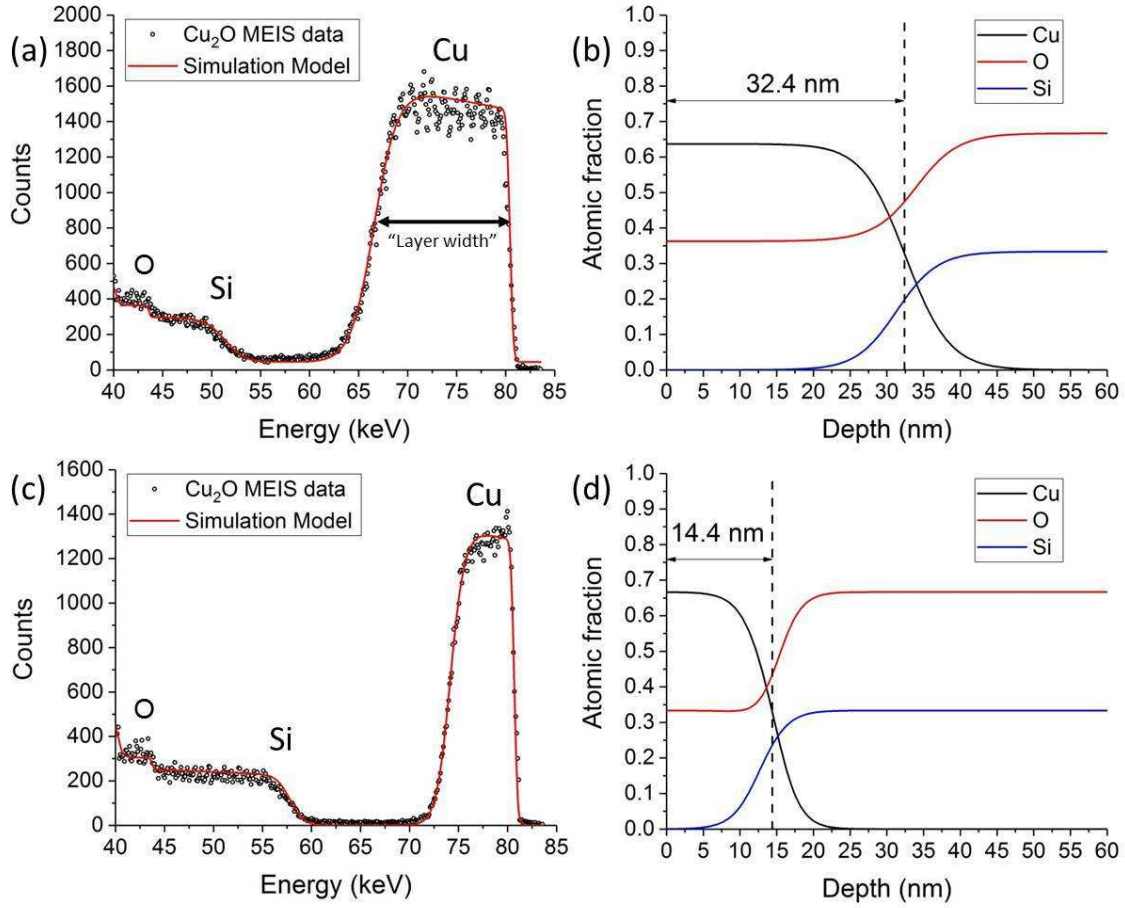 (a)
2000
1800
1600
1400
1200
1000
800
600
400
200
0
Counts
Cu₂O MEIS data
Simulation Model
Cu
"Layer width"
O
Si
40 45 50 55 60 65 70 75 80 85
Energy (keV)
(b)
1.0
0.9
0.8
0.7
0.6
0.5
0.4
0.3
0.2
0.1
0.0
Atomic fraction
32.4 nm
Cu
O
Si
0 5 10 15 20 25 30 35 40 45 50 55 60
Depth (nm)
(c)
1600
1400
1200
1000
800
600
400
200
0
Counts
Cu₂O MEIS data
Simulation Model
Cu
O
Si
40 45 50 55 60 65 70 75 80 85
Energy (keV)
(d)
1.0
0.9
0.8
0.7
0.6
0.5
0.4
0.3
0.2
0.1
0.0
Atomic fraction
14.4 nm
Cu
O
Si
0 5 10 15 20 25 30 35 40 45 50 55 60
Depth (nm)